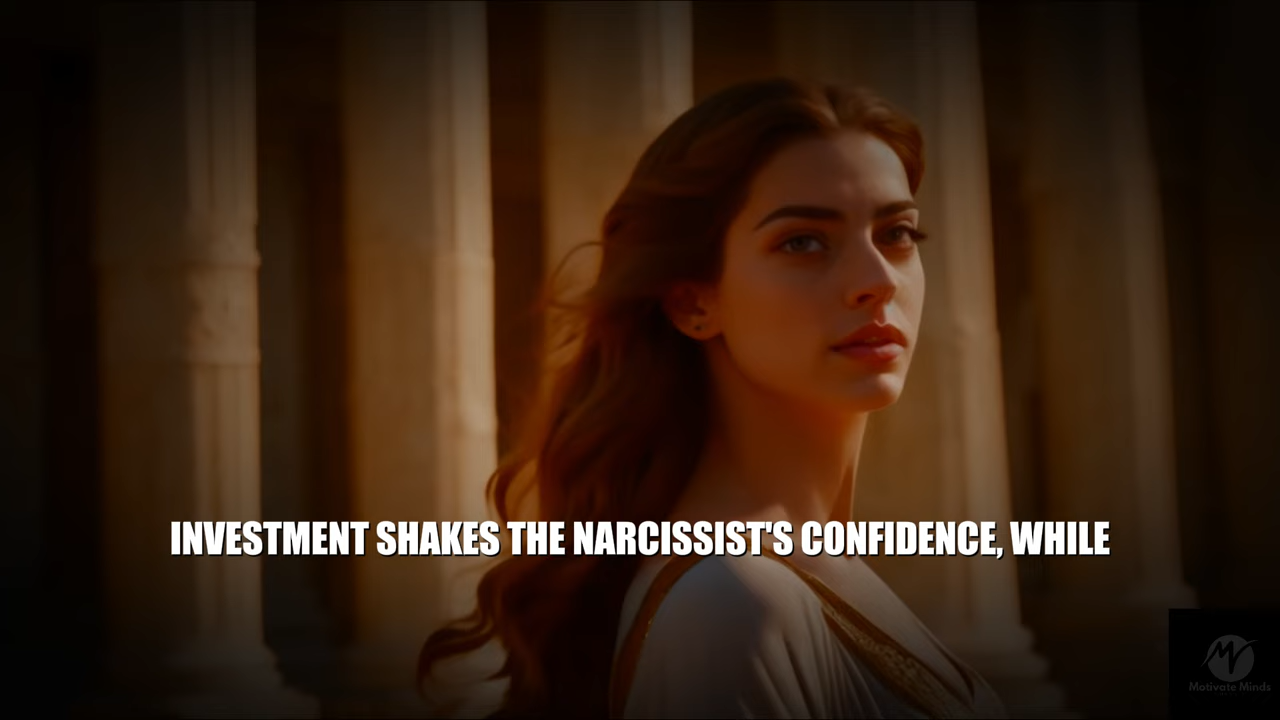 INVESTMENT SHAKES THE NARCISSIST'S CONFIDENCE, WHILE
Motivate Minds